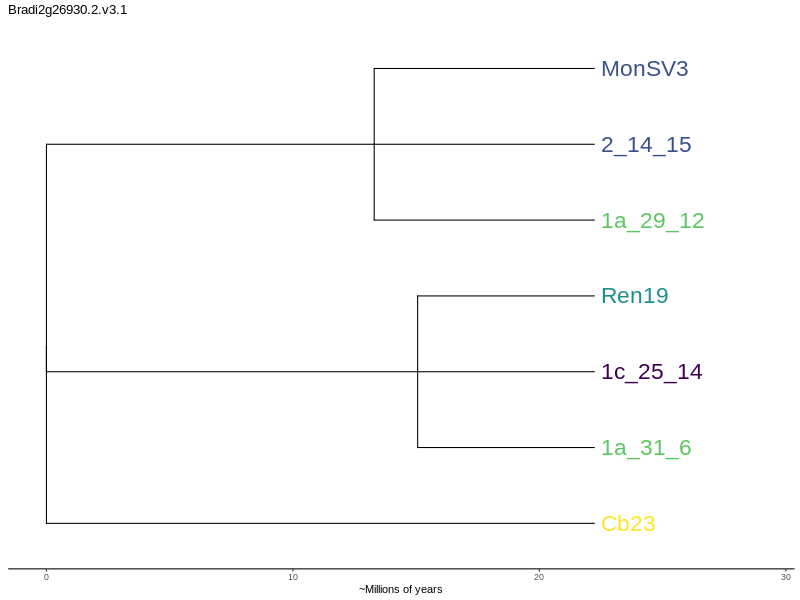 Bradi2g26930.2.v3.1
MonSV3
2_14_15
1a_29_12
Ren19
1c_25_14
1a_31_6
Cb23
0 10 20 30
~Millions of years